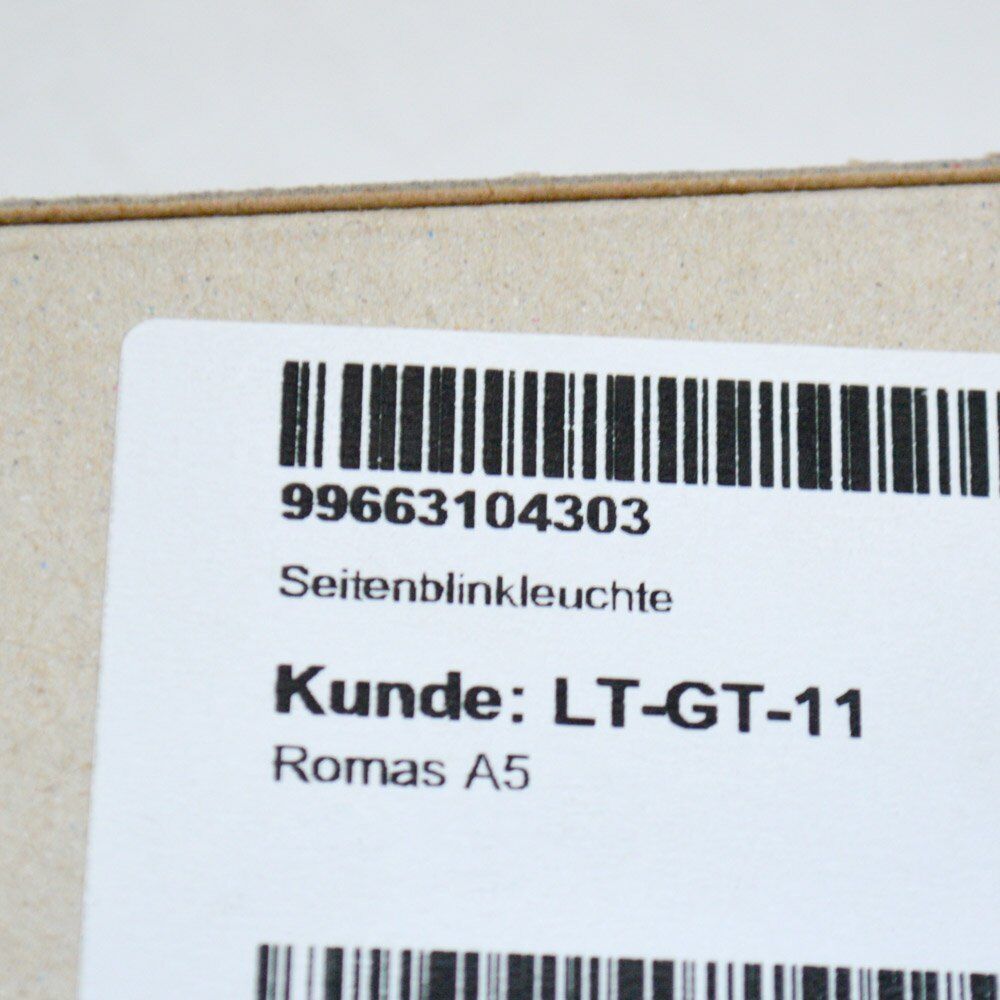 99663104303
Seitenblinkleuchte
Kunde: LT-GT-11
Romas A5